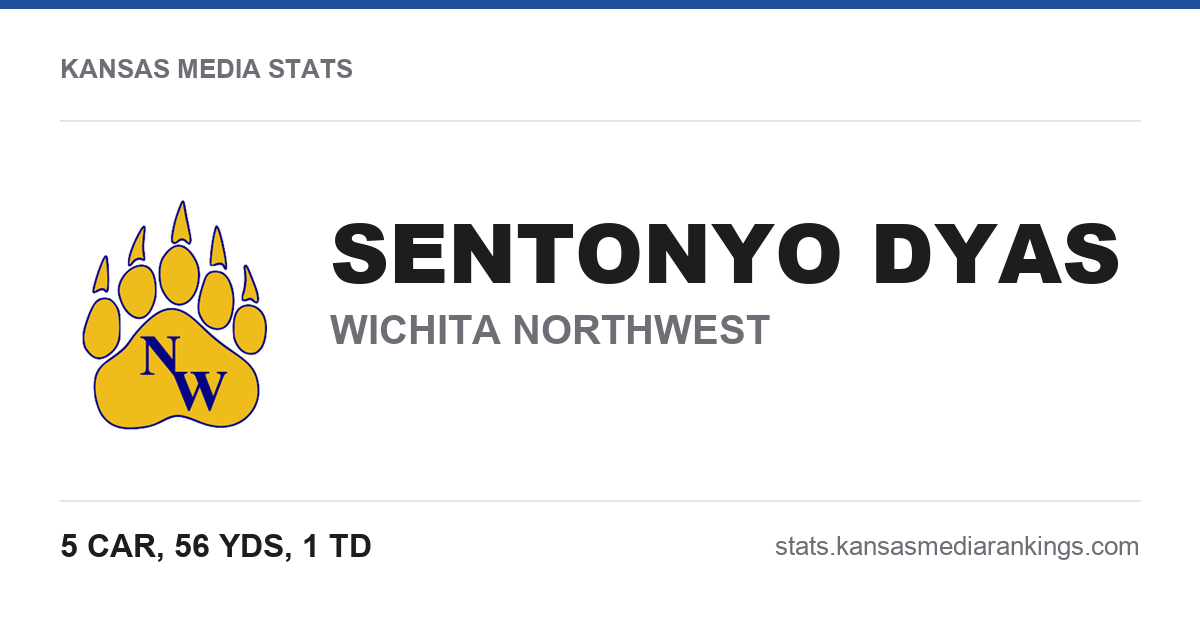 KANSAS MEDIA STATS
SENTONYO DYAS
WICHITA NORTHWEST
NW
5 CAR, 56 YDS, 1 TD
stats.kansasmediarankings.com